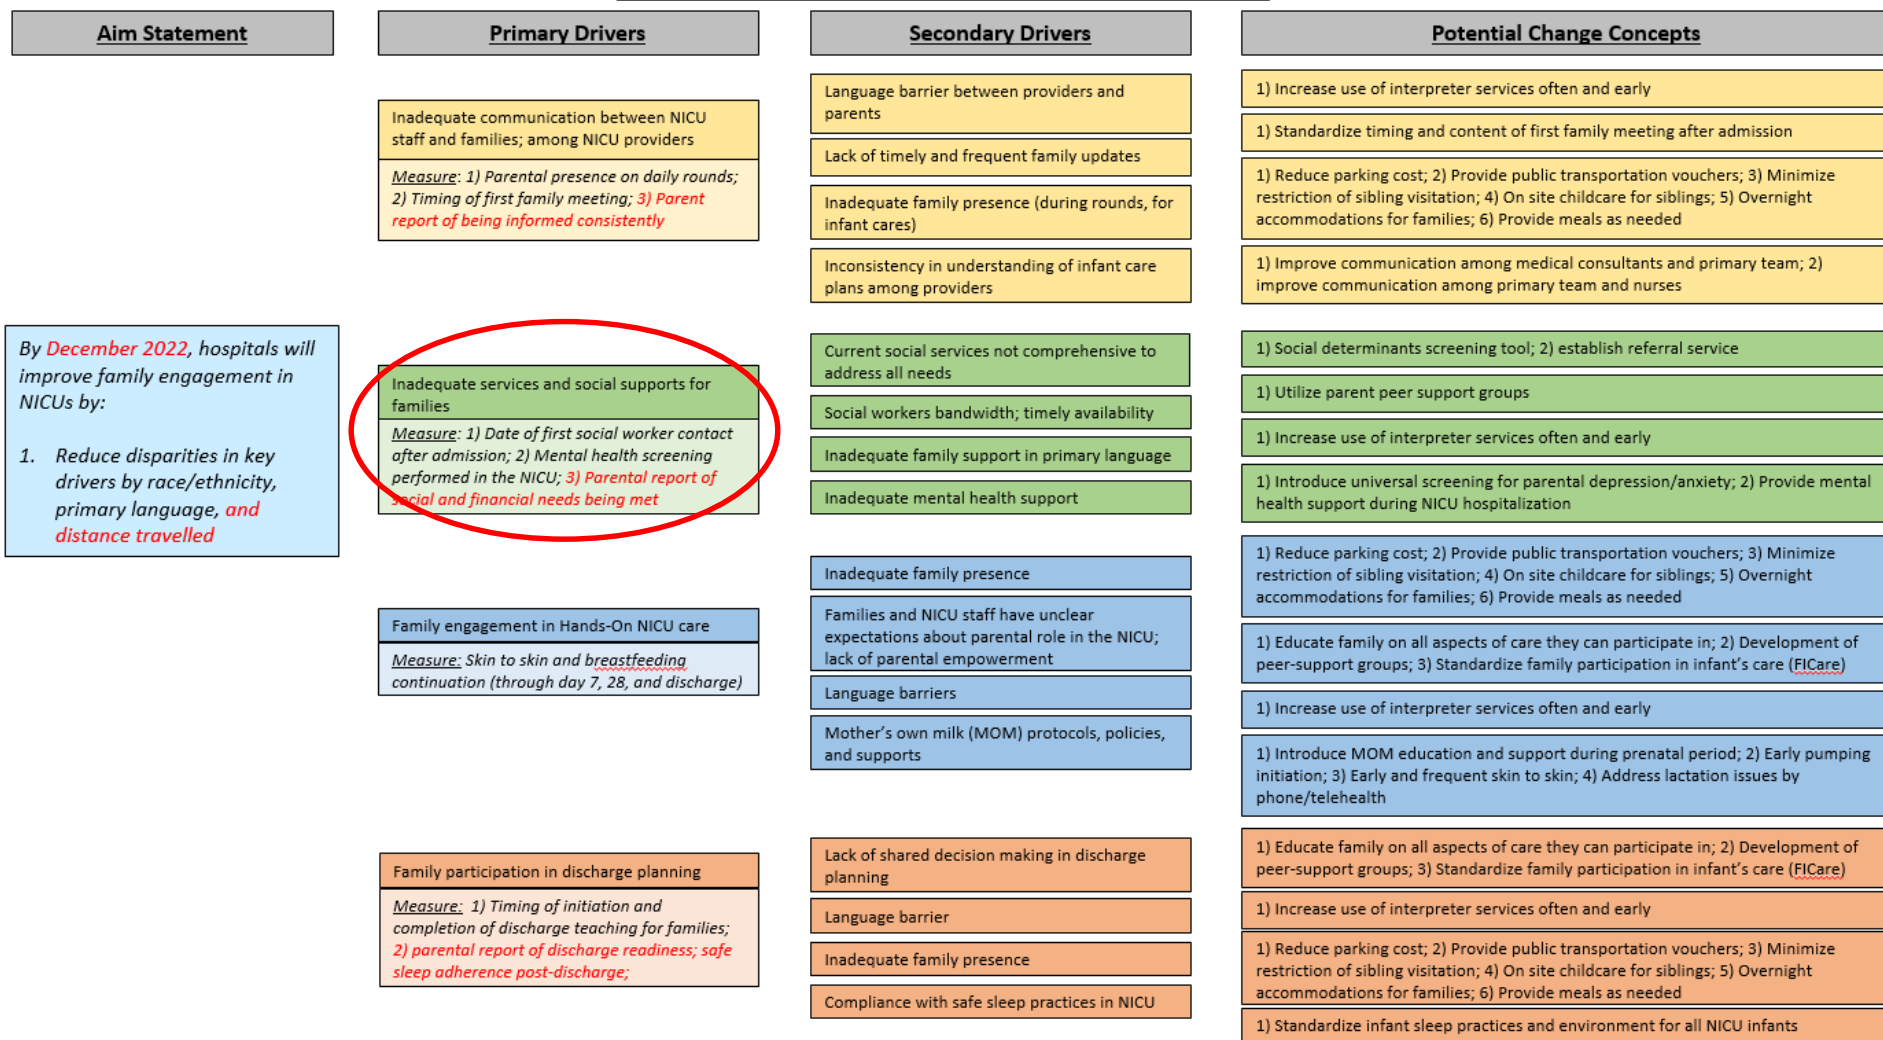 Aim Statement
Primary Drivers
Secondary Drivers
Potential Change Concepts
By December 2022, hospitals will
improve family engagement in
NICUs by:
1. Reduce disparities in key
drivers by race/ethnicity,
primary language, and
distance travelled
Inadequate communication between NICU
staff and families; among NICU providers
Measure: 1) Parental presence on daily rounds;
2) Timing of first family meeting; 3) Parent
report of being informed consistently
Language barrier between providers and
parents
Lack of timely and frequent family updates
Inadequate family presence (during rounds, for
infant cares)
Inconsistency in understanding of infant care
plans among providers
1) Increase use of interpreter services often and early
1) Standardize timing and content of first family meeting after admission
1) Reduce parking cost; 2) Provide public transportation vouchers; 3) Minimize
restriction of sibling visitation; 4) On site childcare for siblings; 5) Overnight
accommodations for families; 6) Provide meals as needed
1) Improve communication among medical consultants and primary team; 2)
improve communication among primary team and nurses
Inadequate services and social supports for
families
Measure: 1) Date of first social worker contact
after admission; 2) Mental health screening
performed in the NICU; 3) Parental report of
social and financial needs being met
Current social services not comprehensive to
address all needs
Social workers bandwidth; timely availability
Inadequate family support in primary language
Inadequate mental health support
1) Social determinants screening tool; 2) establish referral service
1) Utilize parent peer support groups
1) Increase use of interpreter services often and early
1) Introduce universal screening for parental depression/anxiety; 2) Provide mental
health support during NICU hospitalization
Family engagement in Hands-On NICU care
Measure: Skin to skin and breastfeeding
continuation (through day 7, 28, and discharge)
Inadequate family presence
Families and NICU staff have unclear
expectations about parental role in the NICU;
lack of parental empowerment
Language barriers
Mother's own milk (MOM) protocols, policies,
and supports
1) Reduce parking cost; 2) Provide public transportation vouchers; 3) Minimize
restriction of sibling visitation; 4) On site childcare for siblings; 5) Overnight
accommodations for families; 6) Provide meals as needed
1) Educate family on all aspects of care they can participate in; 2) Development of
peer-support groups; 3) Standardize family participation in infant's care (FICare)
1) Increase use of interpreter services often and early
1) Introduce MOM education and support during prenatal period; 2) Early pumping
initiation; 3) Early and frequent skin to skin; 4) Address lactation issues by
phone/telehealth
Family participation in discharge planning
Measure: 1) Timing of initiation and
completion of discharge teaching for families;
2) parental report of discharge readiness; safe
sleep adherence post-discharge;
Lack of shared decision making in discharge
planning
Language barrier
Inadequate family presence
Compliance with safe sleep practices in NICU
1) Educate family on all aspects of care they can participate in; 2) Development of
peer-support groups; 3) Standardize family participation in infant's care (FICare)
1) Increase use of interpreter services often and early
1) Reduce parking cost; 2) Provide public transportation vouchers; 3) Minimize
restriction of sibling visitation; 4) On site childcare for siblings; 5) Overnight
accommodations for families; 6) Provide meals as needed
1) Standardize infant sleep practices and environment for all NICU infants